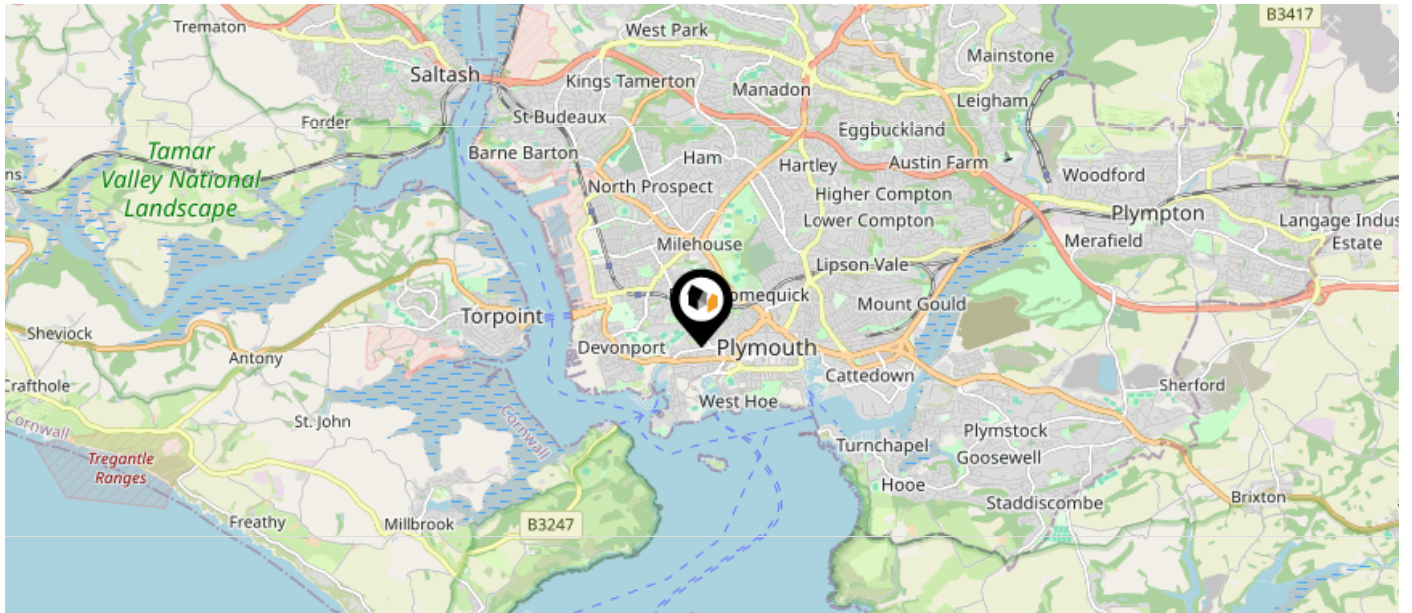 B3417
Trematon
West Park
Mainstone
Saltash
Kings Tamerton
Manadon
Leigham
Forder
St Budeaux
Eggbuckland
Tamar
Valley National
Landscape
Barne Barton
Ham
Hartley
Austin Farm
ns
North Prospect
Higher Compton
Woodford
Lower Compton
Plympton
Langage Indus
Estate
Milehouse
Merafield
Lipson Vale
omequick
Mount Gould
Torpoint
Sheviock
Devonport
Plymouth
Antony
Crafthole
Cattedown
Sherford
West Hoe
Cornwall
St. John
Cornwall
Plymstock
Turnchapel
Goosewell
Tregantle
Ranges
Hooe
Staddiscombe
Brixton
Freathy
Millbrook
B3247